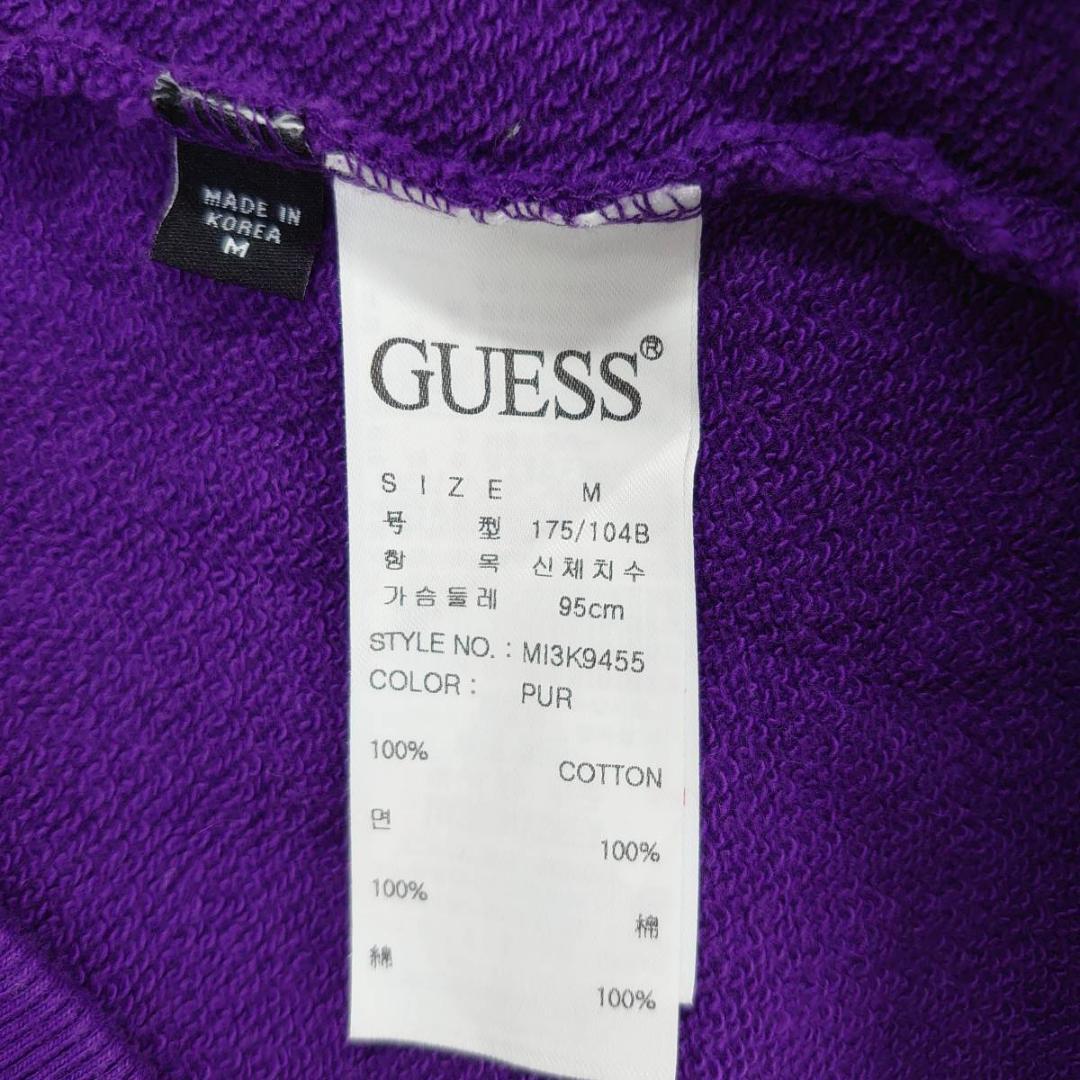 MADE IN
KOREA
M
GUESS®
SIZE M
号型 175/104B
항목 신체치수
가슴둘레 95cm
STYLE NO. : MI3K9455
COLOR : PUR
100%
COTTON
면
100%
100%
棉
綿
100%